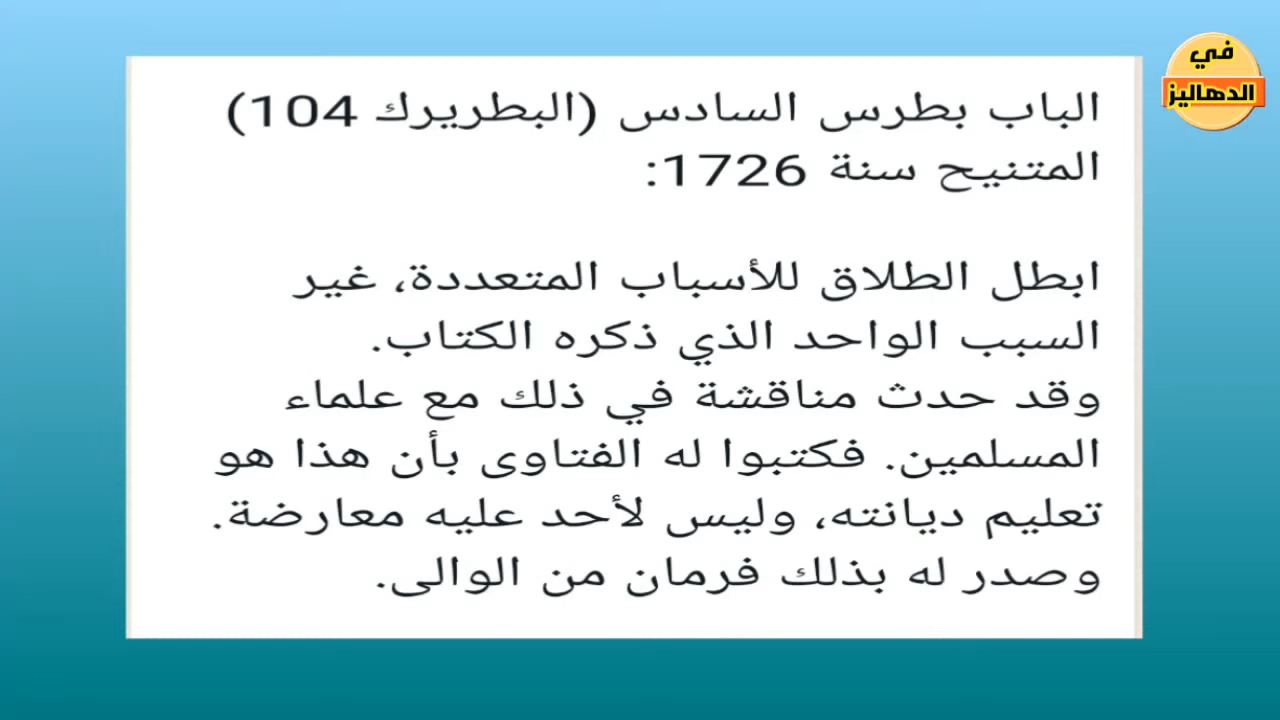 في
الدهاليز
الباب بطرس السادس (البطريرك 104)
المتنيح سنة 1726:
ابطل الطلاق للأسباب المتعددة، غير
السبب الواحد الذي ذكره الكتاب.
وقد حدث مناقشة في ذلك مع علماء
المسلمين. فكتبوا له الفتاوى بأن هذا هو
تعليم ديانته، وليس لأحد عليه معارضة.
وصدر له بذلك فرمان من الوالى.